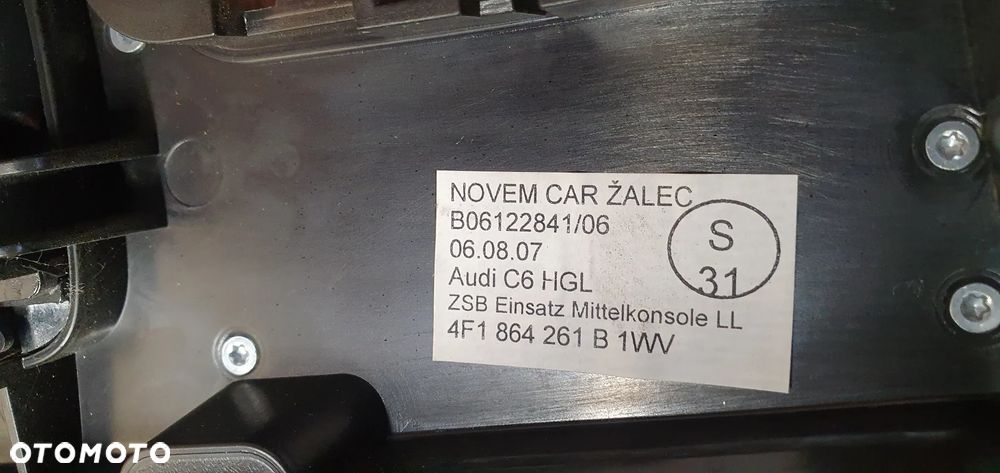 NOVEM CAR ŽALEC
B06122841/06
06.08.07
Audi C6 HGL
ZSB Einsatz Mittelkonsole LL
4F1 864 261 B 1WV
S
31
OTOMOTO